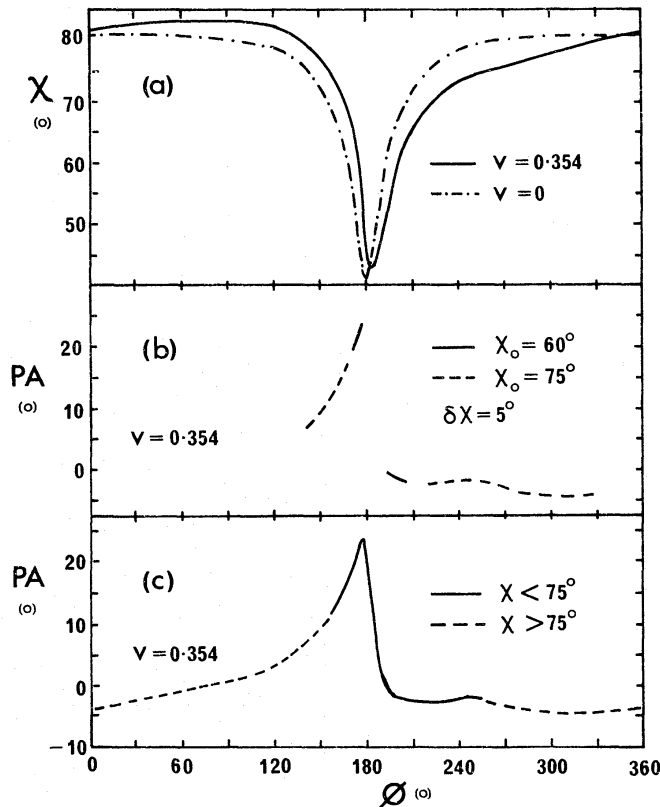 80
χ
(o)
(a)
70
60
50
V = 0·354
V = 0
PA
(o)
(b)
20
10
0
V = 0·354
χo = 60°
χo = 75°
δχ = 5°
PA
(o)
(c)
20
10
0
-10
V = 0·354
χ < 75°
χ > 75°
0 60 120 180 240 300 360
Ø (o)